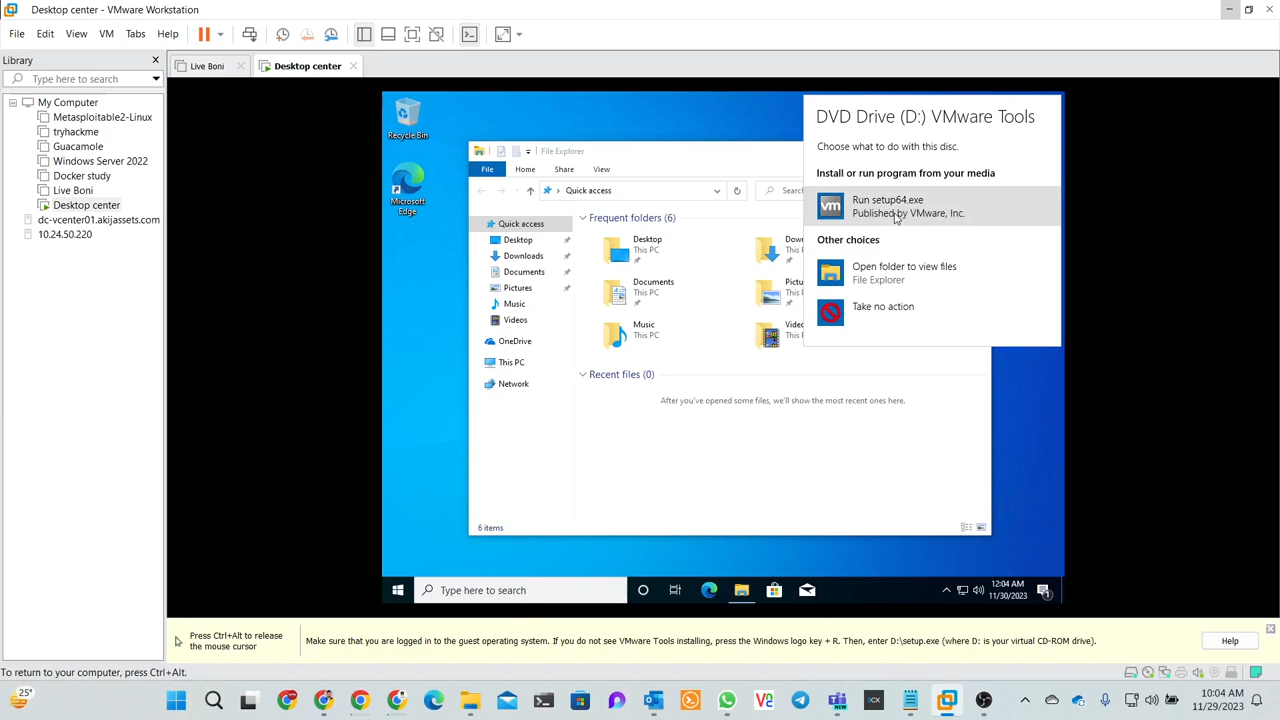 Desktop center - VMware Workstation
File Edit View VM Tabs Help
Library
Type here to search
My Computer
Metasploitable2-Linux
tryhackme
Guacamole
Windows Server 2022
Docker study
Live Boni
Desktop center
dc-vcenter01.akijassets.com
10.24.50.220
Live Boni
Desktop center
Recycle Bin
Microsoft
Edge
File Explorer
File Home Share View
Quick access
Quick access
Desktop
Downloads
Documents
Pictures
Music
Videos
OneDrive
This PC
Network
Frequent folders (6)
Desktop
This PC
Documents
This PC
Music
This PC
Recent files (0)
After you've opened some files, we'll show the most recent ones here.
6 items
DVD Drive (D:) VMware Tools
Choose what to do with this disc.
Install or run program from your media
Run setup64.exe
Published by VMware, Inc.
Other choices
Open folder to view files
File Explorer
Take no action
Type here to search
12:04 AM
11/30/2023
1
Press Ctrl+Alt to release
the mouse cursor
Make sure that you are logged in to the guest operating system. If you do not see VMware Tools installing, press the Windows logo key + R. Then, enter D:\setup.exe (where D: is your virtual CD-ROM drive).
Help
To return to your computer, press Ctrl+Alt.
25°
10:04 AM
11/29/2023